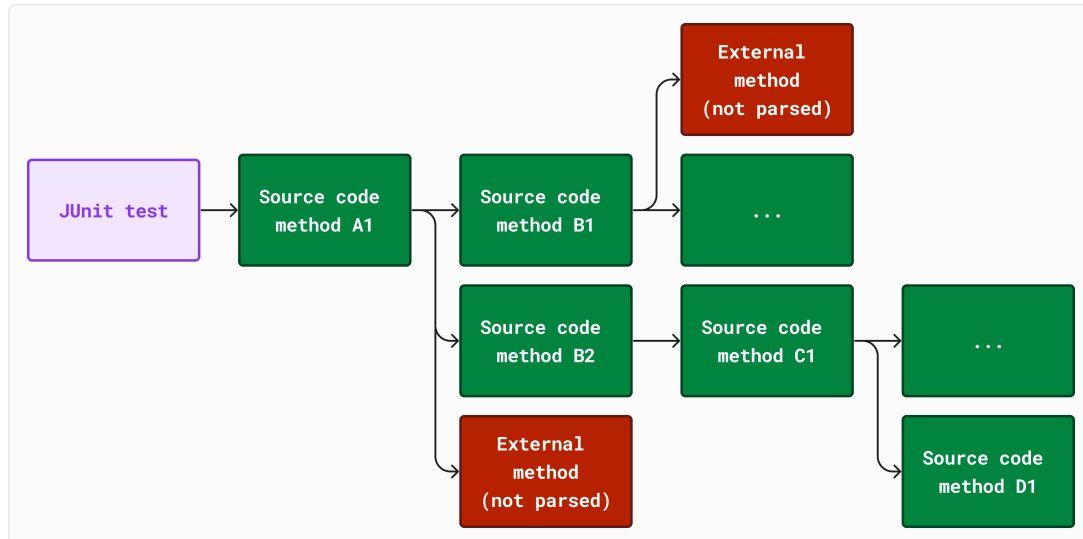 External
method
(not parsed)
JUnit test
Source code
method A1
Source code
method B1
...
Source code
method B2
Source code
method C1
...
External
method
(not parsed)
Source code
method D1